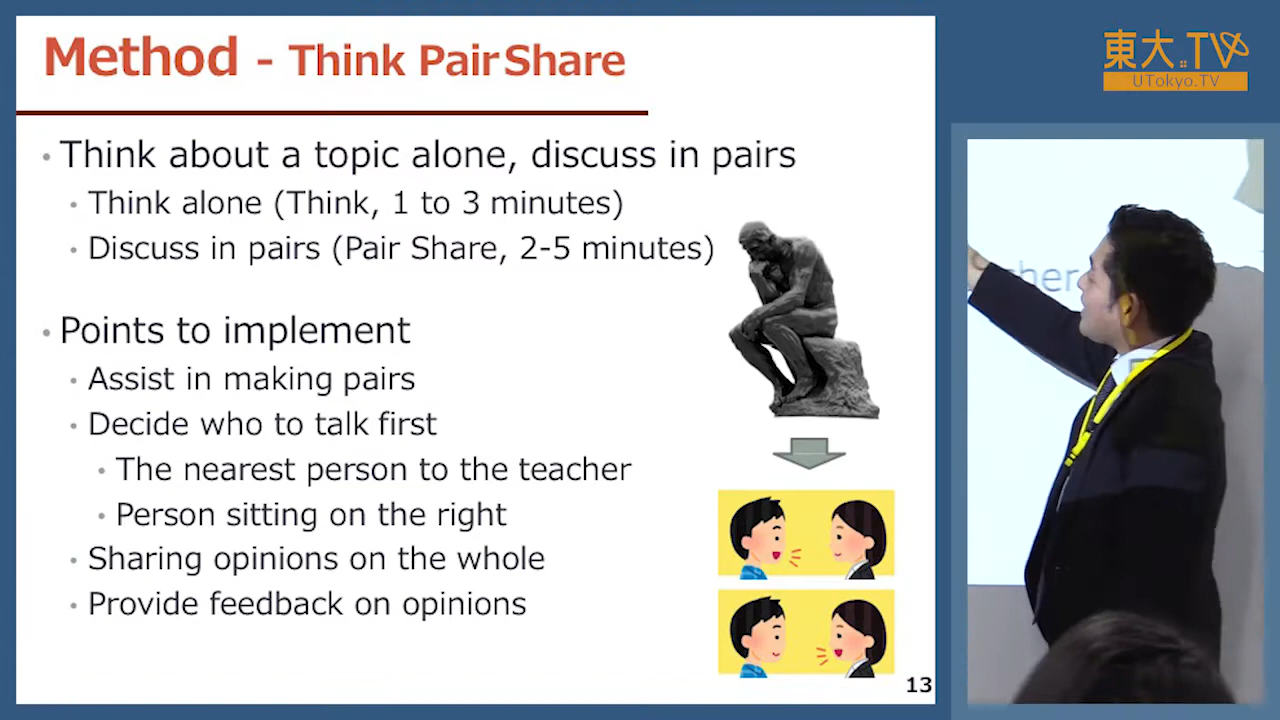 Method - Think Pair Share
・Think about a topic alone, discuss in pairs
・Think alone (Think, 1 to 3 minutes)
・Discuss in pairs (Pair Share, 2-5 minutes)
・Points to implement
・Assist in making pairs
・Decide who to talk first
・The nearest person to the teacher
・Person sitting on the right
・Sharing opinions on the whole
・Provide feedback on opinions
13
東大TV
UTokyo.TV